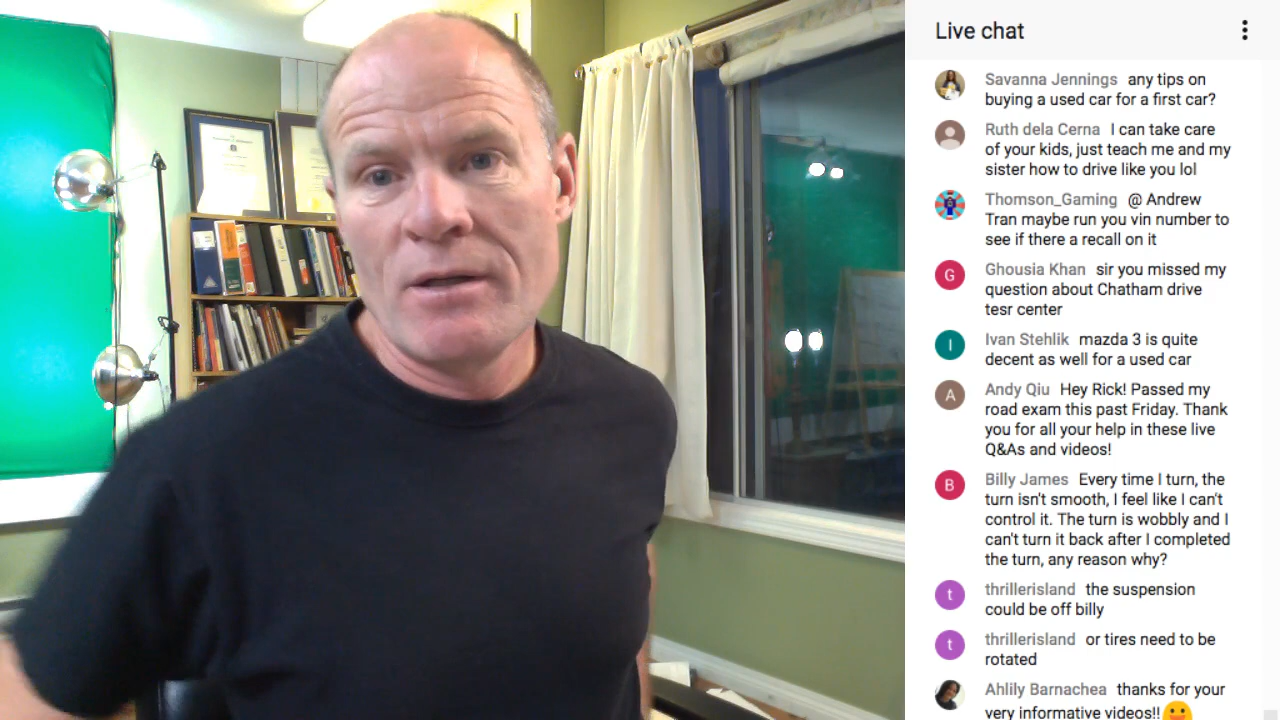 Live chat
Savanna Jennings any tips on
buying a used car for a first car?
Ruth dela Cerna I can take care
of your kids, just teach me and my
sister how to drive like you lol
Thomson_Gaming @ Andrew
Tran maybe run you vin number to
see if there a recall on it
G
Ghousia Khan sir you missed my
question about Chatham drive
tesr center
I
Ivan Stehlik mazda 3 is quite
decent as well for a used car
A
Andy Qiu Hey Rick! Passed my
road exam this past Friday. Thank
you for all your help in these live
Q&As and videos!
B
Billy James Every time I turn, the
turn isn't smooth, I feel like I can't
control it. The turn is wobbly and I
can't turn it back after I completed
the turn, any reason why?
t
thrillerisland the suspension
could be off billy
t
thrillerisland or tires need to be
rotated
Ahlily Barnachea thanks for your
very informative videos!!